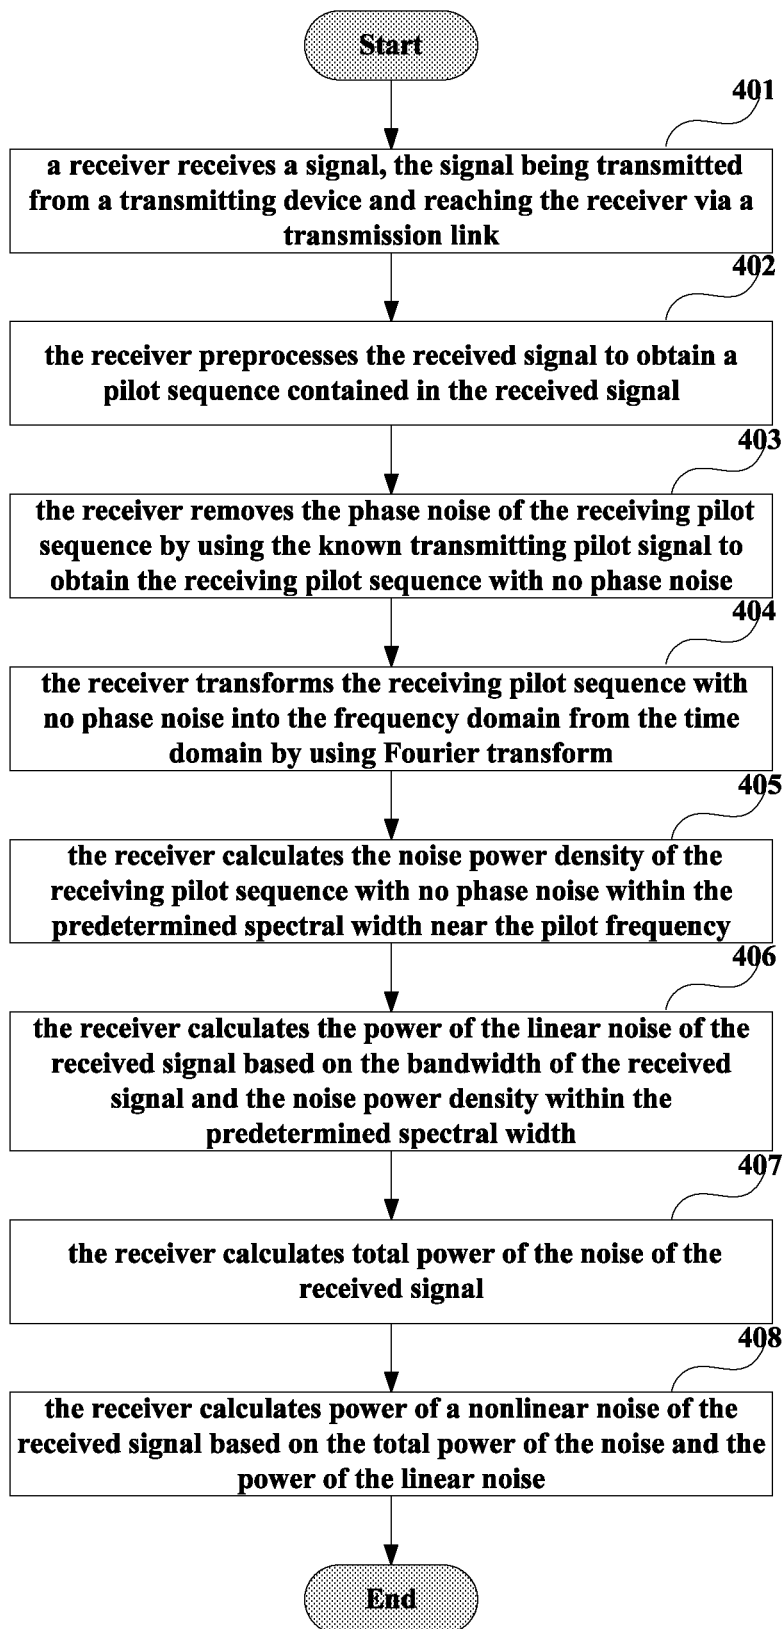 Start
401
a receiver receives a signal, the signal being transmitted
from a transmitting device and reaching the receiver via a
transmission link
402
the receiver preprocesses the received signal to obtain a
pilot sequence contained in the received signal
403
the receiver removes the phase noise of the receiving pilot
sequence by using the known transmitting pilot signal to
obtain the receiving pilot sequence with no phase noise
404
the receiver transforms the receiving pilot sequence with
no phase noise into the frequency domain from the time
domain by using Fourier transform
405
the receiver calculates the noise power density of the
receiving pilot sequence with no phase noise within the
predetermined spectral width near the pilot frequency
406
the receiver calculates the power of the linear noise of the
received signal based on the bandwidth of the received
signal and the noise power density within the
predetermined spectral width
407
the receiver calculates total power of the noise of the
received signal
408
the receiver calculates power of a nonlinear noise of the
received signal based on the total power of the noise and the
power of the linear noise
End